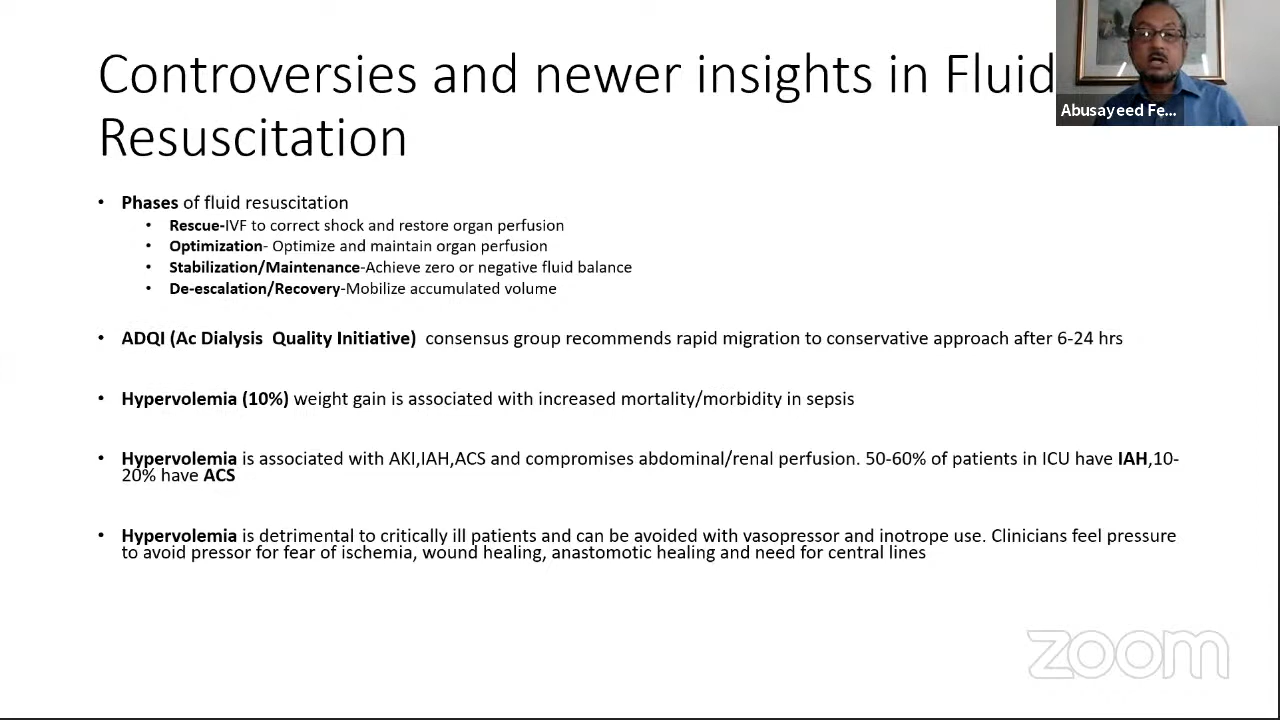 Controversies and newer insights in Fluid
Resuscitation
Abusayeed Fe...
• Phases of fluid resuscitation
• Rescue-IVF to correct shock and restore organ perfusion
• Optimization- Optimize and maintain organ perfusion
• Stabilization/Maintenance-Achieve zero or negative fluid balance
• De-escalation/Recovery-Mobilize accumulated volume
• ADQI (Ac Dialysis Quality Initiative) consensus group recommends rapid migration to conservative approach after 6-24 hrs
• Hypervolemia (10%) weight gain is associated with increased mortality/morbidity in sepsis
• Hypervolemia is associated with AKI,IAH,ACS and compromises abdominal/renal perfusion. 50-60% of patients in ICU have IAH,10-
20% have ACS
• Hypervolemia is detrimental to critically ill patients and can be avoided with vasopressor and inotrope use. Clinicians feel pressure
to avoid pressor for fear of ischemia, wound healing, anastomotic healing and need for central lines
zoom